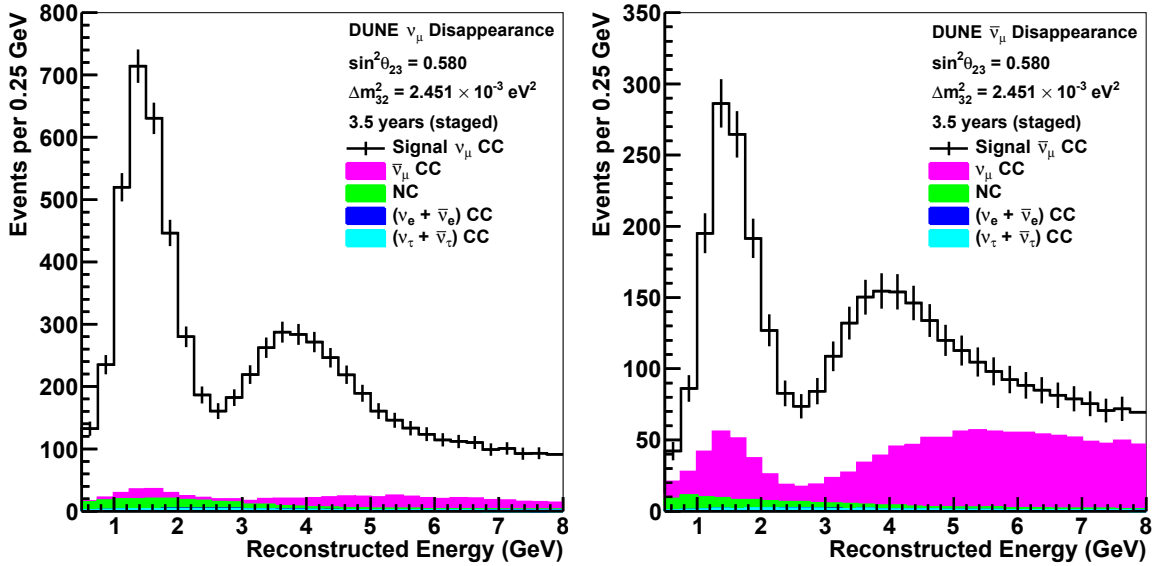 Events per 0.25 GeV
800
700
600
500
400
300
200
100
0
DUNE νμ Disappearance
sin²θ₂₃ = 0.580
Δm²₃₂ = 2.451 × 10⁻³ eV²
3.5 years (staged)
Signal νμ CC
ν̄μ CC
NC
(νe + ν̄e) CC
(ντ + ν̄τ) CC
1 2 3 4 5 6 7 8
Reconstructed Energy (GeV)
Events per 0.25 GeV
350
300
250
200
150
100
50
0
DUNE ν̄μ Disappearance
sin²θ₂₃ = 0.580
Δm²₃₂ = 2.451 × 10⁻³ eV²
3.5 years (staged)
Signal ν̄μ CC
νμ CC
NC
(νe + ν̄e) CC
(ντ + ν̄τ) CC
1 2 3 4 5 6 7 8
Reconstructed Energy (GeV)